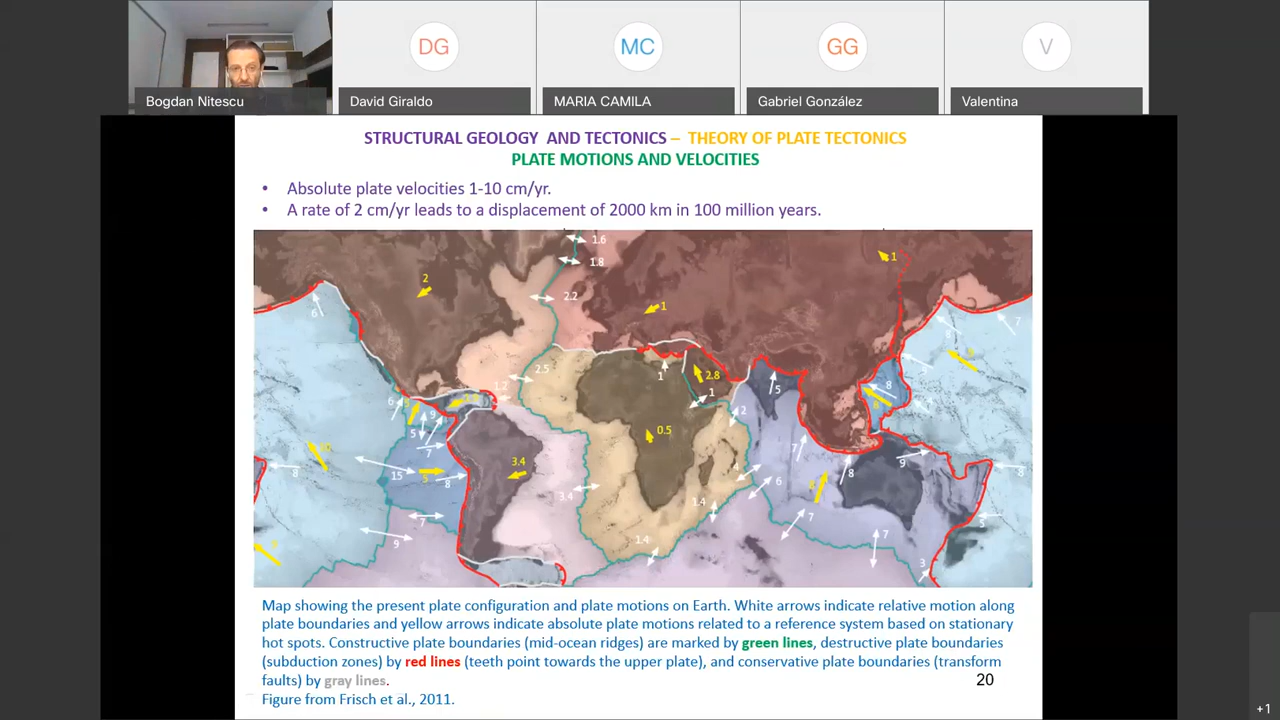 DG
MC
GG
V
Bogdan Nitescu
David Giraldo
MARIA CAMILA
Gabriel González
Valentina
STRUCTURAL GEOLOGY AND TECTONICS – THEORY OF PLATE TECTONICS
PLATE MOTIONS AND VELOCITIES
• Absolute plate velocities 1-10 cm/yr.
• A rate of 2 cm/yr leads to a displacement of 2000 km in 100 million years.
1.6
1.8
2.2
2
1
1
6
7
2.5
1.2
1
2.8
1
5
8
8
6
9
5
7
2
0.5
3.4
15
5
8
8
7
9
3.4
1.4
1.4
4
6
7
7
8
9
7
3
5
8
Map showing the present plate configuration and plate motions on Earth. White arrows indicate relative motion along
plate boundaries and yellow arrows indicate absolute plate motions related to a reference system based on stationary
hot spots. Constructive plate boundaries (mid-ocean ridges) are marked by green lines, destructive plate boundaries
(subduction zones) by red lines (teeth point towards the upper plate), and conservative plate boundaries (transform
faults) by gray lines.
20
Figure from Frisch et al., 2011.
+1